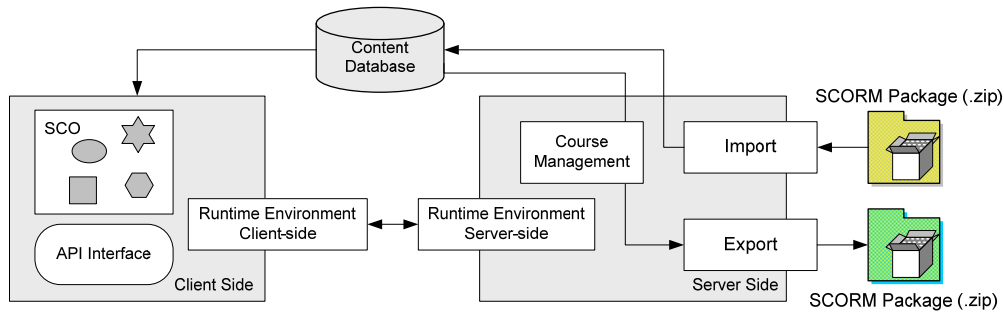 Content
Database
SCORM Package (.zip)
SCO
Course
Management
Import
Runtime Environment
Client-side
Runtime Environment
Server-side
API Interface
Export
Client Side
Server Side
SCORM Package (.zip)